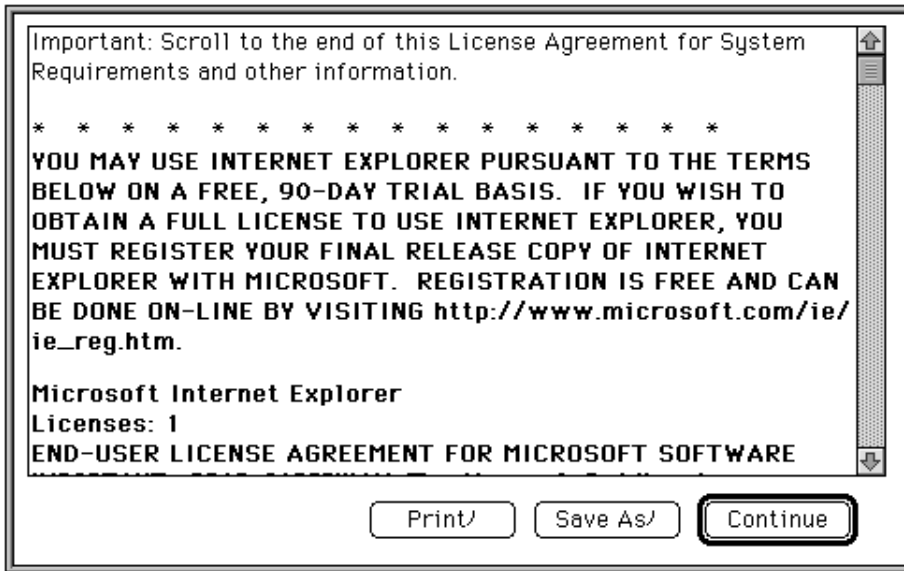 Important: Scroll to the end of this License Agreement for System
Requirements and other information.
* * * * * * * * * * * * * * * *
YOU MAY USE INTERNET EXPLORER PURSUANT TO THE TERMS
BELOW ON A FREE, 90-DAY TRIAL BASIS.  IF YOU WISH TO
OBTAIN A FULL LICENSE TO USE INTERNET EXPLORER, YOU
MUST REGISTER YOUR FINAL RELEASE COPY OF INTERNET
EXPLORER WITH MICROSOFT.  REGISTRATION IS FREE AND CAN
BE DONE ON-LINE BY VISITING http://www.microsoft.com/ie/
ie_reg.htm.
Microsoft Internet Explorer
Licenses: 1
END-USER LICENSE AGREEMENT FOR MICROSOFT SOFTWARE
Print/ Save As/ Continue